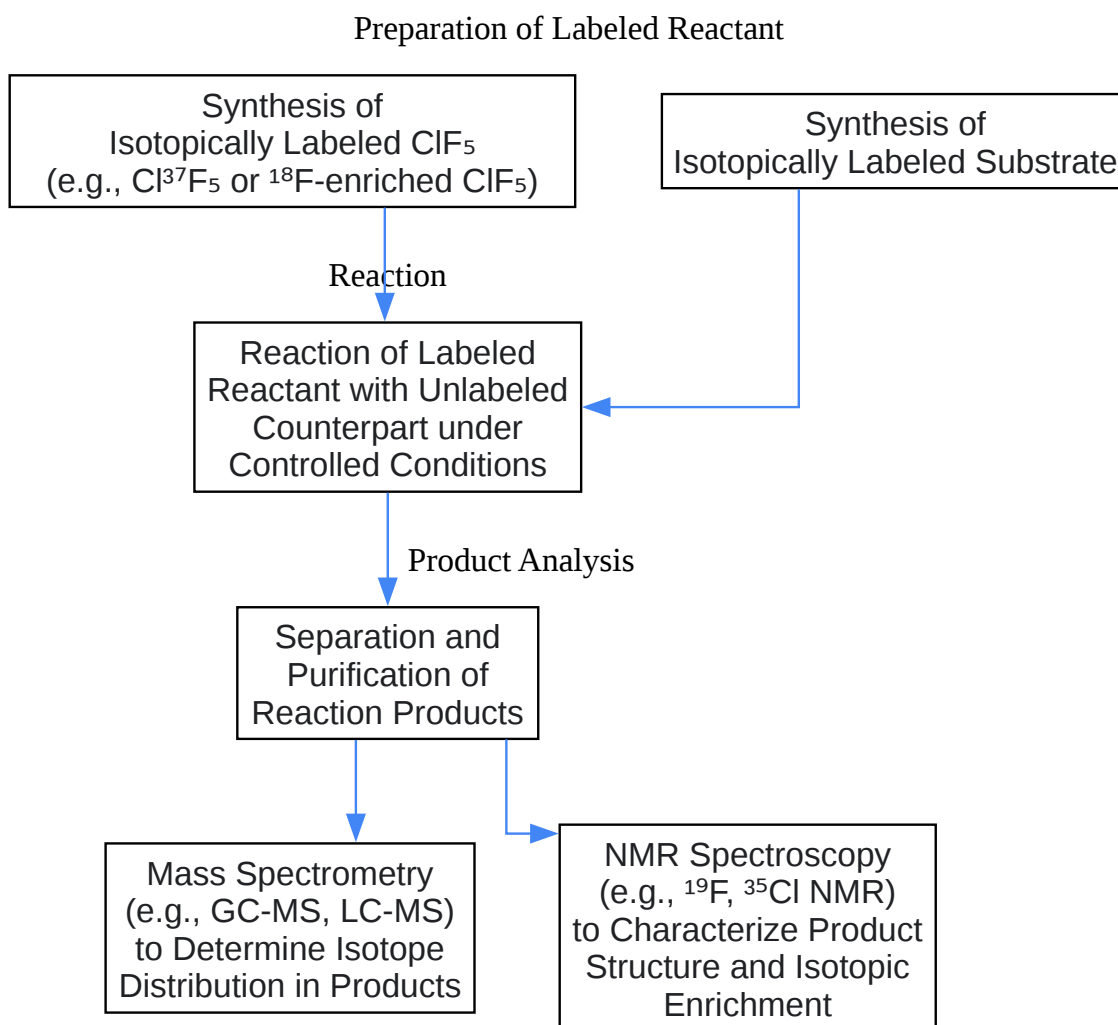 Preparation of Labeled Reactant
Synthesis of
Isotopically Labeled ClF₅
(e.g., Cl³⁷F₅ or ¹⁸F-enriched ClF₅)
Synthesis of
Isotopically Labeled Substrate
Reaction
Reaction of Labeled
Reactant with Unlabeled
Counterpart under
Controlled Conditions
Product Analysis
Separation and
Purification of
Reaction Products
Mass Spectrometry
(e.g., GC-MS, LC-MS)
to Determine Isotope
Distribution in Products
NMR Spectroscopy
(e.g., ¹⁹F, ³⁵Cl NMR)
to Characterize Product
Structure and Isotopic
Enrichment